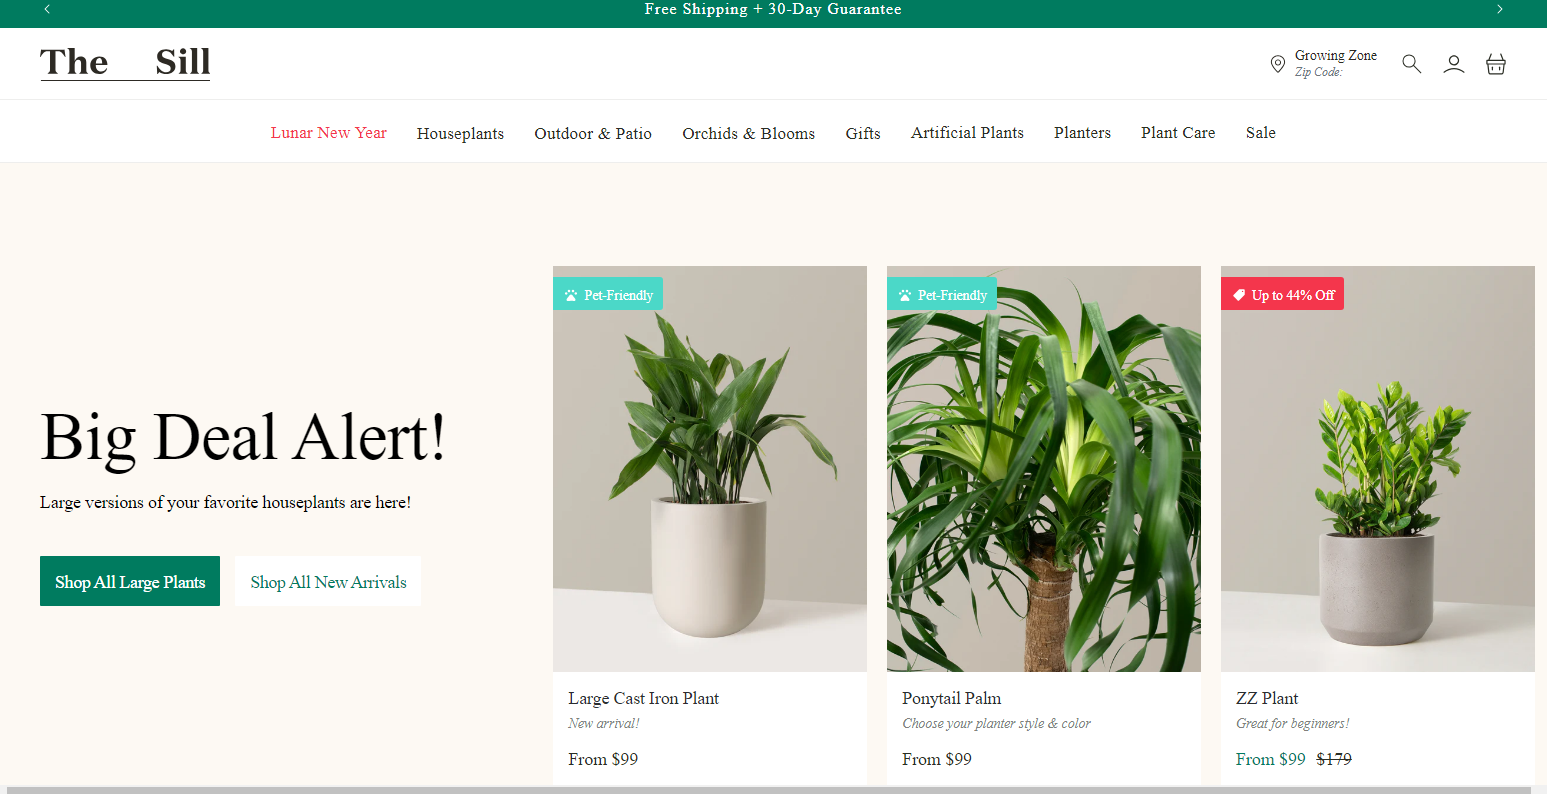 Free Shipping + 30-Day Guarantee
The Sill
Growing Zone
Zip Code:
Lunar New Year Houseplants Outdoor & Patio Orchids & Blooms Gifts Artificial Plants Planters Plant Care Sale
Big Deal Alert!
Large versions of your favorite houseplants are here!
Shop All Large Plants Shop All New Arrivals
Pet-Friendly
Large Cast Iron Plant
New arrival!
From $99
Pet-Friendly
Ponytail Palm
Choose your planter style & color
From $99
Up to 44% Off
ZZ Plant
Great for beginners!
From $99 $179